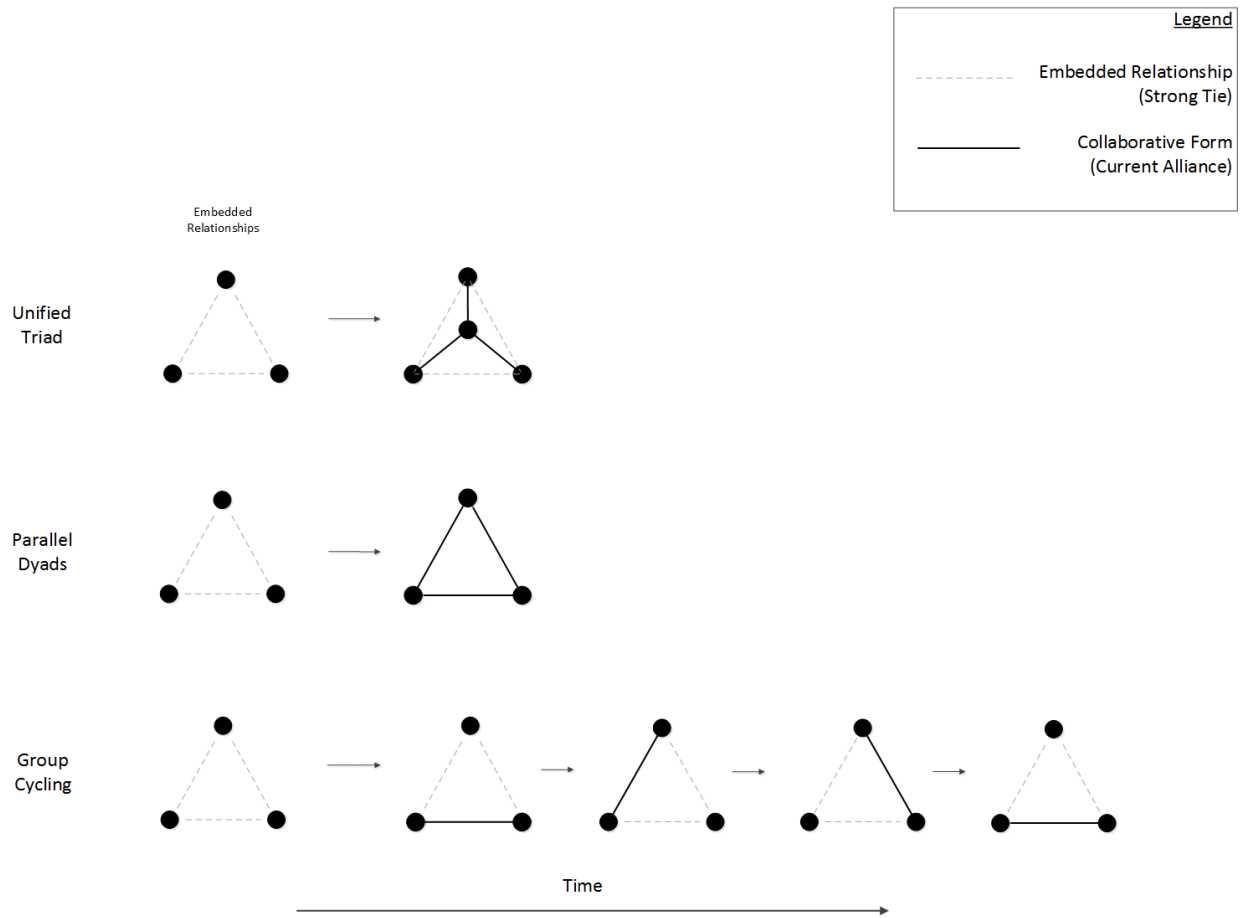 Legend
Embedded Relationship
(Strong Tie)
Collaborative Form
(Current Alliance)
Embedded
Relationships
Unified
Triad
Parallel
Dyads
Group
Cycling
Time